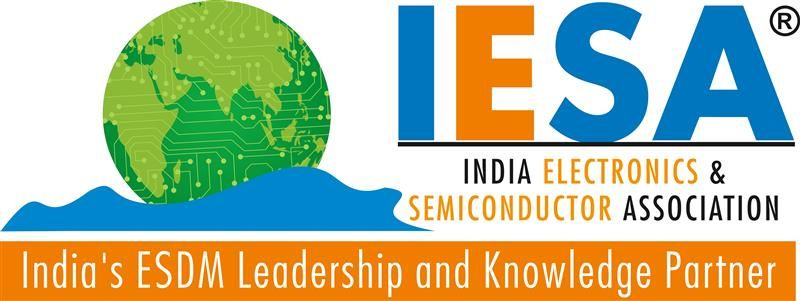 IESA®
INDIA ELECTRONICS &
SEMICONDUCTOR ASSOCIATION
India's ESDM Leadership and Knowledge Partner